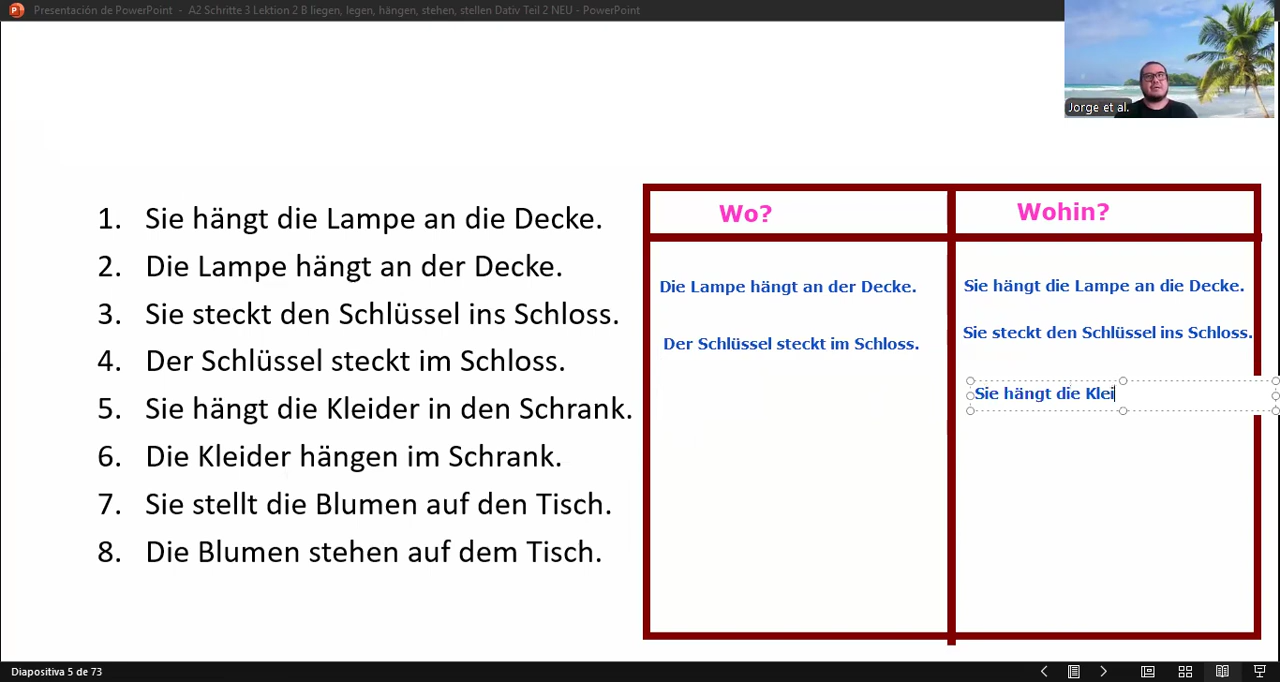 Presentación de PowerPoint - A2 Schritte 3 Lektion 2 B liegen, legen, hängen, stehen, stellen Dativ Teil 2 NEU - PowerPoint
Jorge et al.
1. Sie hängt die Lampe an die Decke.
2. Die Lampe hängt an der Decke.
3. Sie steckt den Schlüssel ins Schloss.
4. Der Schlüssel steckt im Schloss.
5. Sie hängt die Kleider in den Schrank.
6. Die Kleider hängen im Schrank.
7. Sie stellt die Blumen auf den Tisch.
8. Die Blumen stehen auf dem Tisch.
Wo?
Die Lampe hängt an der Decke.
Der Schlüssel steckt im Schloss.
Wohin?
Sie hängt die Lampe an die Decke.
Sie steckt den Schlüssel ins Schloss.
Sie hängt die Klei
Diapositiva 5 de 73